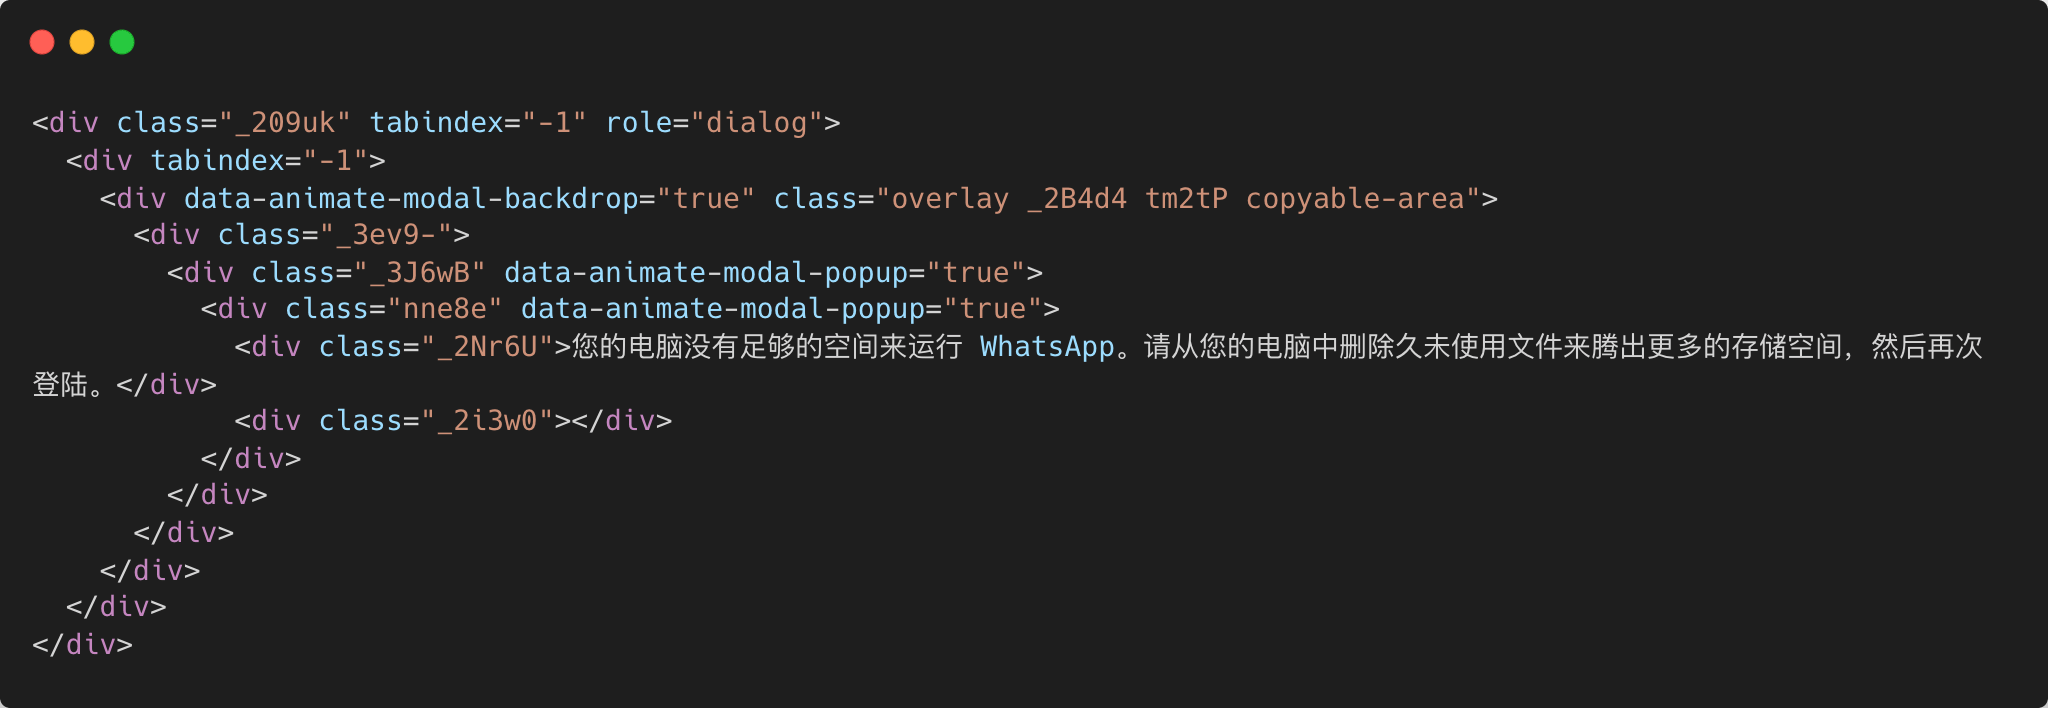 <div class="_209uk" tabindex="-1" role="dialog">
  <div tabindex="-1">
    <div data-animate-modal-backdrop="true" class="overlay _2B4d4 tm2tP copyable-area">
      <div class="_3ev9-">
        <div class="_3J6wB" data-animate-modal-popup="true">
          <div class="nne8e" data-animate-modal-popup="true">
            <div class="_2Nr6U">您的电脑没有足够的空间来运行 WhatsApp。请从您的电脑中删除久未使用文件来腾出更多的存储空间，然后再次
登陆。</div>
            <div class="_2i3w0"></div>
          </div>
        </div>
      </div>
    </div>
  </div>
</div>